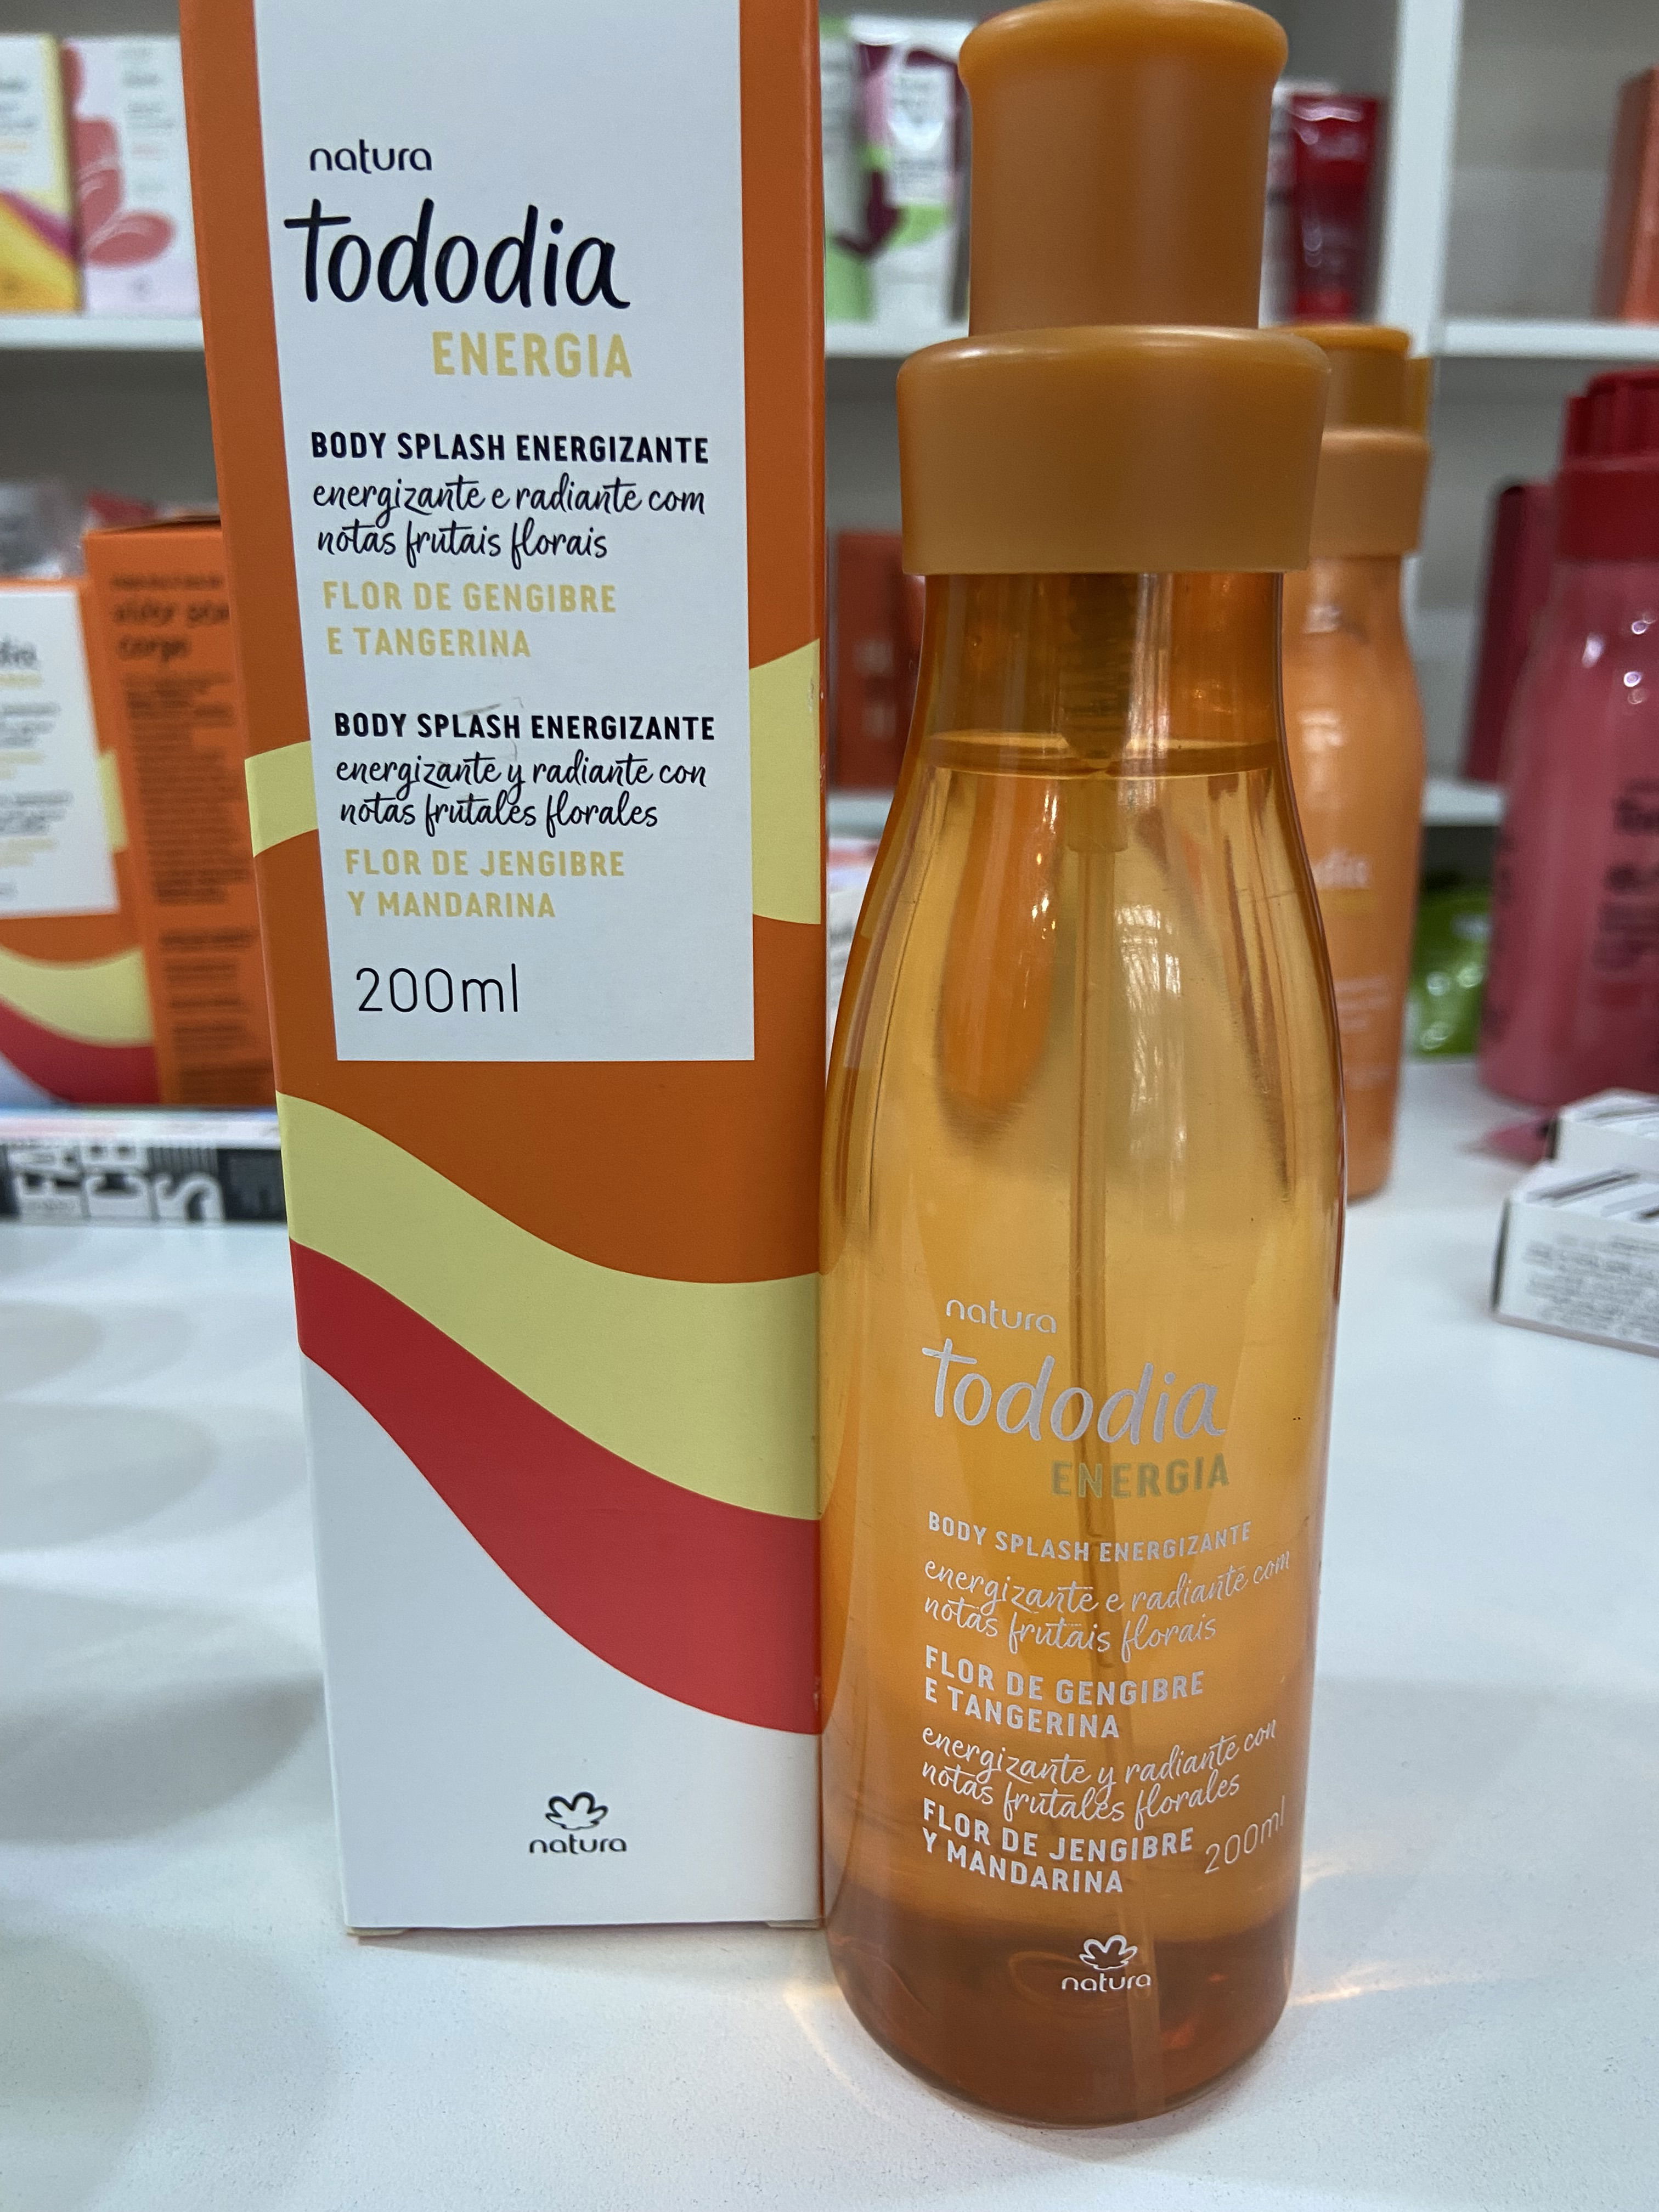 natura
tododia
ENERGIA
BODY SPLASH ENERGIZANTE
energizante e radiante com
notas frutais florais
FLOR DE GENGIBRE
E TANGERINA
BODY SPLASH ENERGIZANTE
energizante y radiante con
notas frutales florales
FLOR DE JENGIBRE
Y MANDARINA
200ml
natura
natura
tododia
ENERGIA
BODY SPLASH ENERGIZANTE
energizante e radiante com
notas frutais florais
FLOR DE GENGIBRE
E TANGERINA
energizante y radiante con
notas frutales florales
FLOR DE JENGIBRE
Y MANDARINA
200ml
natura